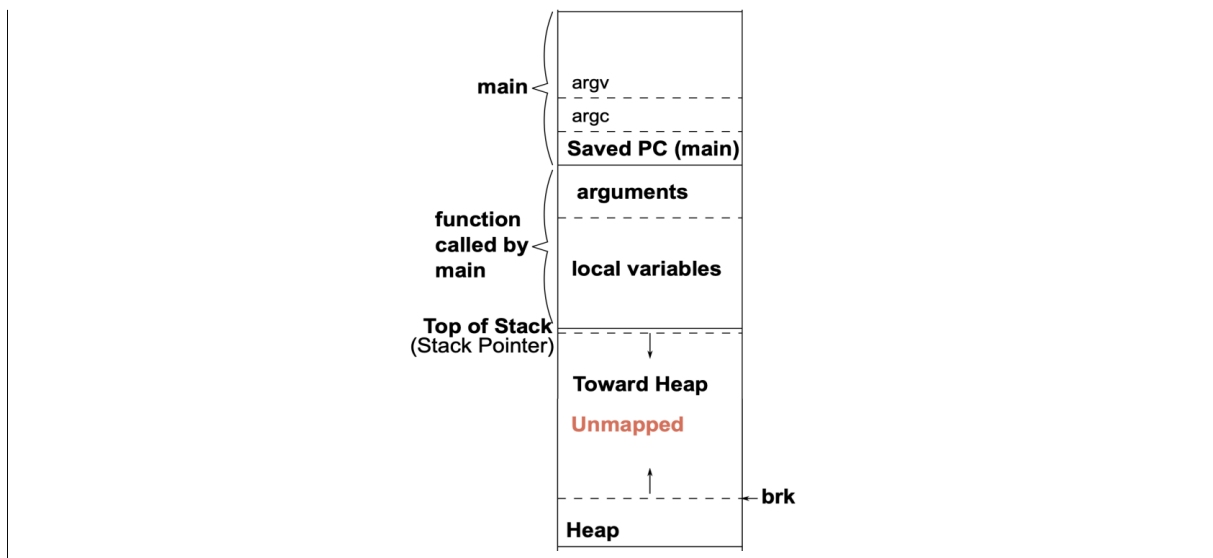 argv
main
argc
Saved PC (main)
arguments
function
called by
main
local variables
Top of Stack
(Stack Pointer)
Toward Heap
Unmapped
brk
Heap